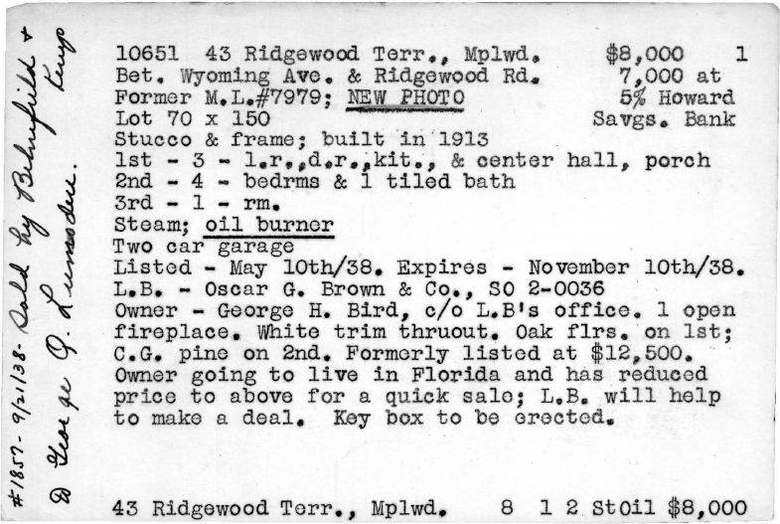 10651 43 Ridgewood Terr., Mplwd. $8,000 1
Bet. Wyoming Ave. & Ridgewood Rd. 7,000 at
Former M.L.#7979; NEW PHOTO 5% Howard
Lot 70 x 150 Savgs. Bank
Stucco & frame; built in 1913
1st - 3 - l.r.,d.r.,kit., & center hall, porch
2nd - 4 - bedrms & 1 tiled bath
3rd - 1 - rm.
Steam; oil burner
Two car garage
Listed - May 10th/38. Expires - November 10th/38.
L.B. - Oscar G. Brown & Co., SO 2-0036
Owner - George H. Bird, c/o L.B's office. 1 open
fireplace. White trim thruout. Oak flrs. on 1st;
C.G. pine on 2nd. Formerly listed at $12,500.
Owner going to live in Florida and has reduced
price to above for a quick sale; L.B. will help
to make a deal. Key box to be erected.
43 Ridgewood Terr., Mplwd. 8 1 2 StOil $8,000
#1857 - 9/21/38 - Sold by &
George